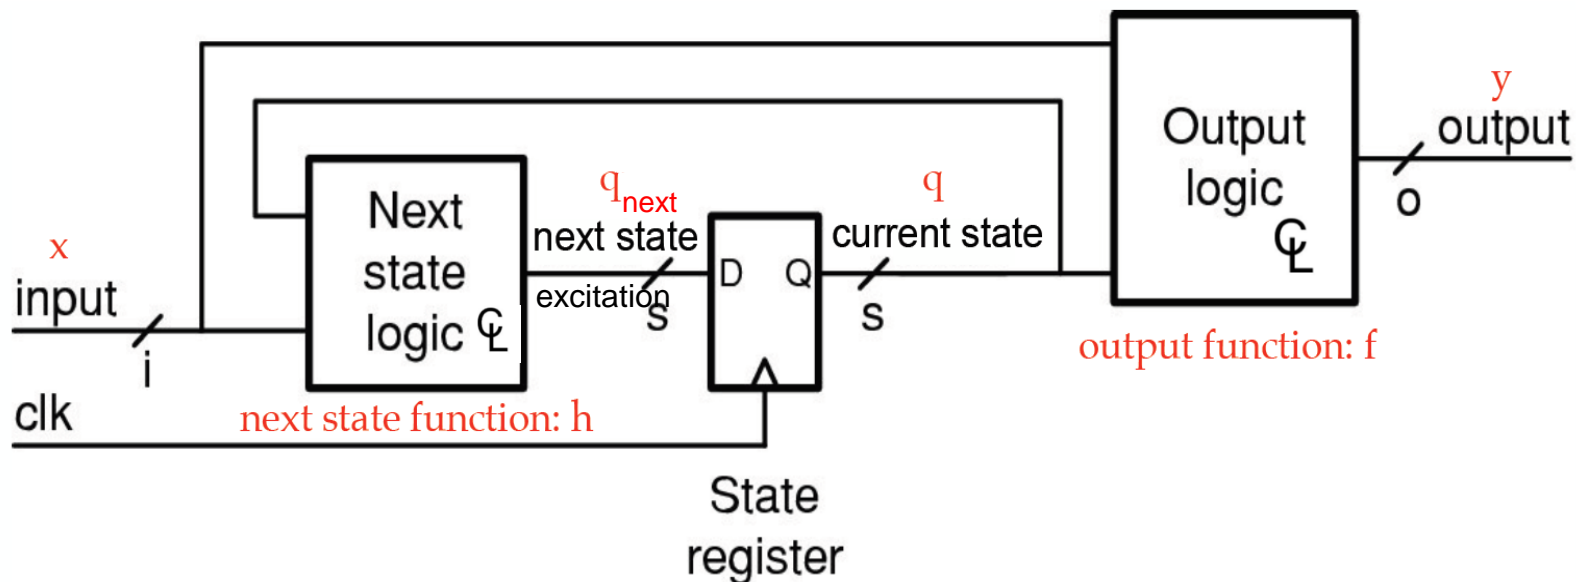 x
input
i
clk
Next
state
logic CL
next state function: h
q next
next state
excitation
s
D Q
State
register
q
current state
s
Output
logic
CL
output function: f
y
output
o